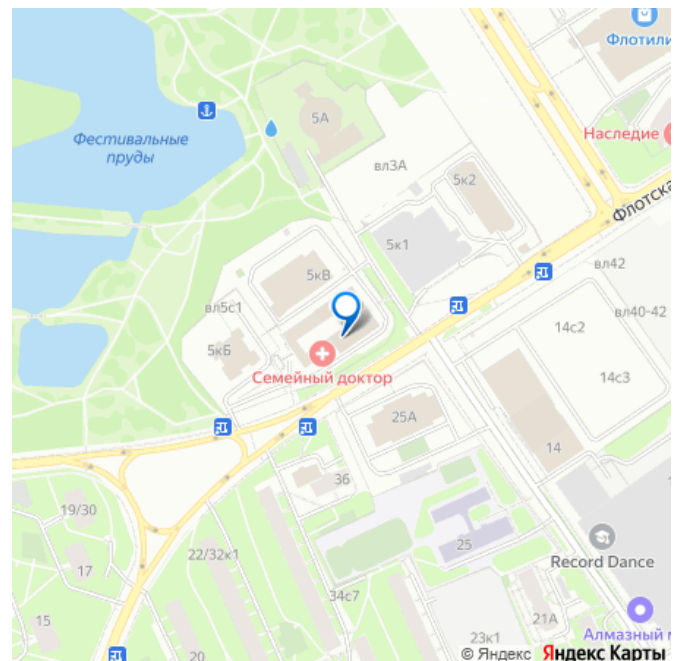 Флотили
5А
Фестивальные
пруды
Наследие
вл3А
5к2
Флотска
5к1
вл42
5кВ
вл5с1
вл40-42
14с2
5кБ
Семейный доктор
14с3
25А
14
36
19/30
25
22/32к1
Record Dance
17
34с7
15
21А
23к1
Алмазный м
20
© Яндекс Яндекс Карты